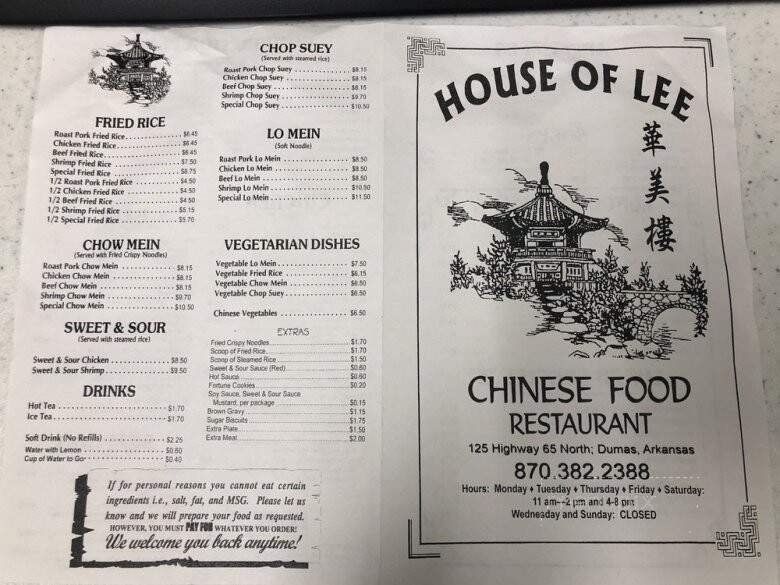 FRIED RICE
Roast Pork Fried Rice $6.45
Chicken Fried Rice $6.45
Beef Fried Rice $6.45
Shrimp Fried Rice $7.50
Special Fried Rice $8.75
1/2 Roast Pork Fried Rice $4.50
1/2 Chicken Fried Rice $4.50
1/2 Beef Fried Rice $4.50
1/2 Shrimp Fried Rice $5.15
1/2 Special Fried Rice $5.70
CHOW MEIN
(Served with Fried Crispy Noodles)
Roast Pork Chow Mein $8.15
Chicken Chow Mein $8.15
Beef Chow Mein $8.15
Shrimp Chow Mein $9.70
Special Chow Mein $10.50
SWEET & SOUR
(Served with steamed rice)
Sweet & Sour Chicken $8.50
Sweet & Sour Shrimp $9.50
DRINKS
Hot Tea $1.70
Ice Tea $1.70
Soft Drink (No Refills) $2.25
Water with Lemon $0.60
Cup of Water to Go $0.40
CHOP SUEY
(Served with steamed rice)
Roast Pork Chop Suey $8.15
Chicken Chop Suey $8.15
Beef Chop Suey $8.15
Shrimp Chop Suey $9.70
Special Chop Suey $10.50
LO MEIN
(Soft Noodle)
Roast Pork Lo Mein $8.50
Chicken Lo Mein $8.50
Beef Lo Mein $8.50
Shrimp Lo Mein $10.50
Special Lo Mein $11.50
VEGETARIAN DISHES
Vegetable Lo Mein $7.50
Vegetable Fried Rice $6.15
Vegetable Chow Mein $6.50
Vegetable Chop Suey $6.50
Chinese Vegetables $6.50
EXTRAS
Fried Crispy Noodles $1.70
Scoop of Fried Rice $1.70
Scoop of Steamed Rice $1.50
Sweet & Sour Sauce (Red) $0.60
Hot Sauce $0.60
Fortune Cookies $0.20
Soy Sauce, Sweet & Sour Sauce
Mustard, per package $0.15
Brown Gravy $1.15
Sugar Biscuits $1.75
Extra Plate $1.50
Extra Meat $2.00
If for personal reasons you cannot eat certain
ingredients i.e., salt, fat, and MSG. Please let us
know and we will prepare your food as requested.
HOWEVER, YOU MUST PAY FOR WHATEVER YOU ORDER!
We welcome you back anytime!
HOUSE OF LEE
華美樓
CHINESE FOOD
RESTAURANT
125 Highway 65 North; Dumas, Arkansas
870.382.2388
Hours: Monday ♦ Tuesday ♦ Thursday ♦ Friday ♦ Saturday:
11 am--2 pm and 4-8 pm
Wednesday and Sunday: CLOSED